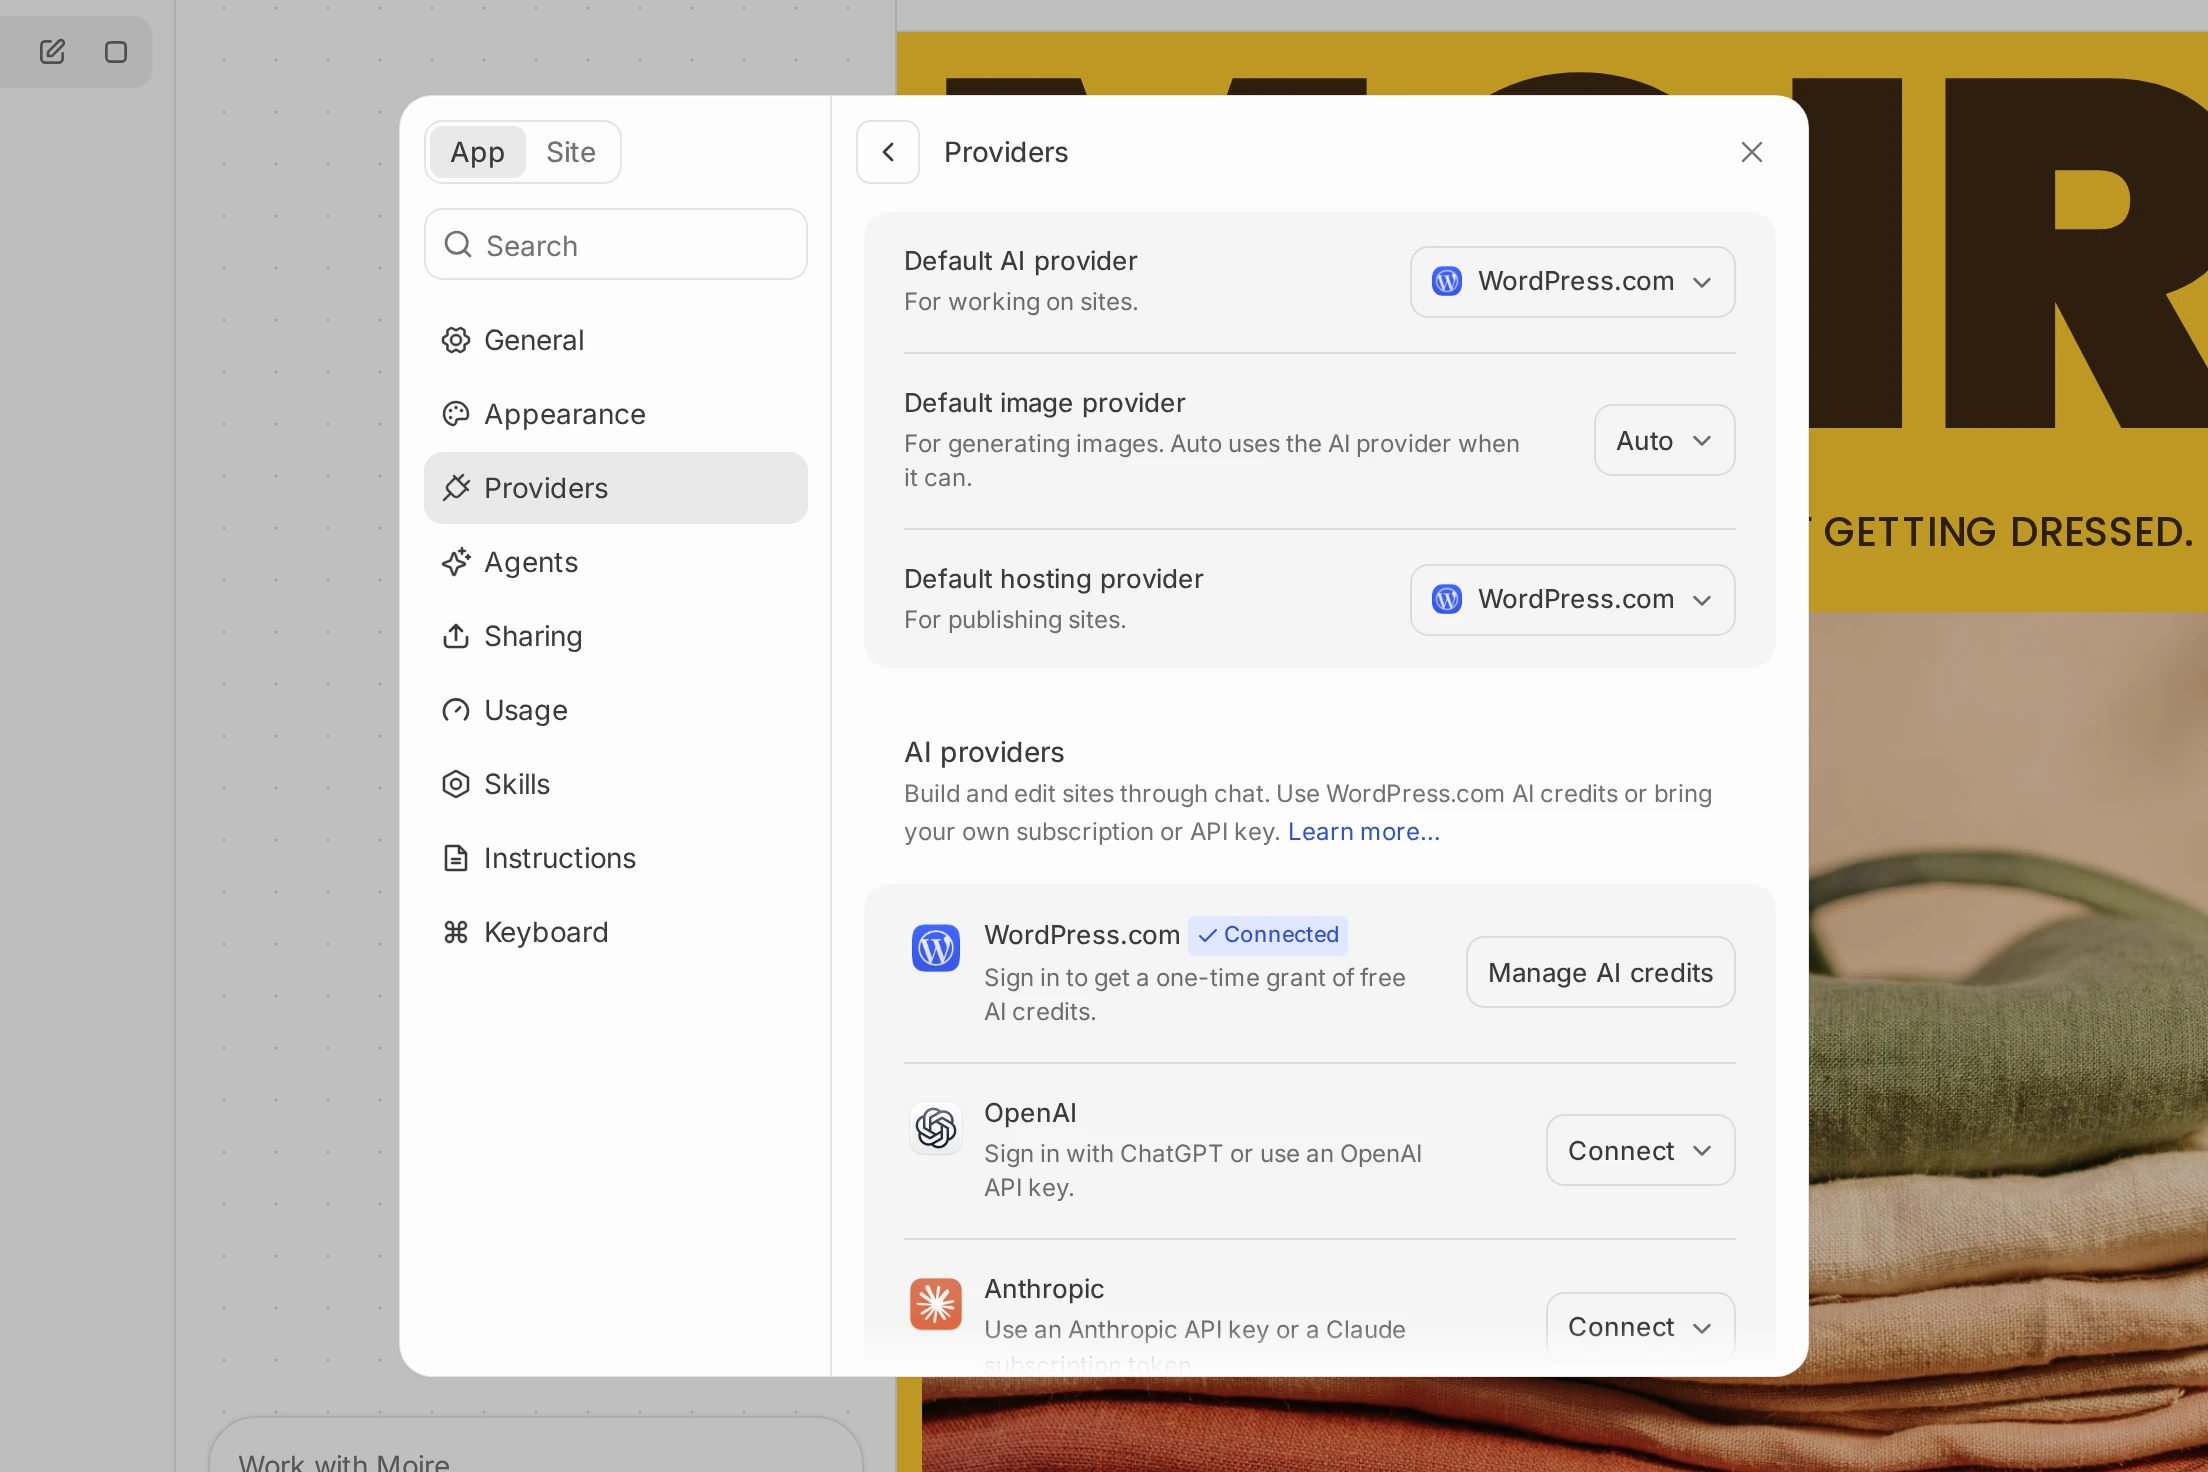 App
Site
Search
General
Appearance
Providers
Agents
Sharing
Usage
Skills
Instructions
Keyboard
Providers
Default AI provider
For working on sites.
WordPress.com
Default image provider
For generating images. Auto uses the AI provider when
it can.
Auto
Default hosting provider
For publishing sites.
WordPress.com
AI providers
Build and edit sites through chat. Use WordPress.com AI credits or bring
your own subscription or API key. Learn more...
WordPress.com
Connected
Sign in to get a one-time grant of free
AI credits.
Manage AI credits
OpenAI
Sign in with ChatGPT or use an OpenAI
API key.
Connect
Anthropic
Use an Anthropic API key or a Claude
subscription token
Connect
GETTING DRESSED.
Work with Moire